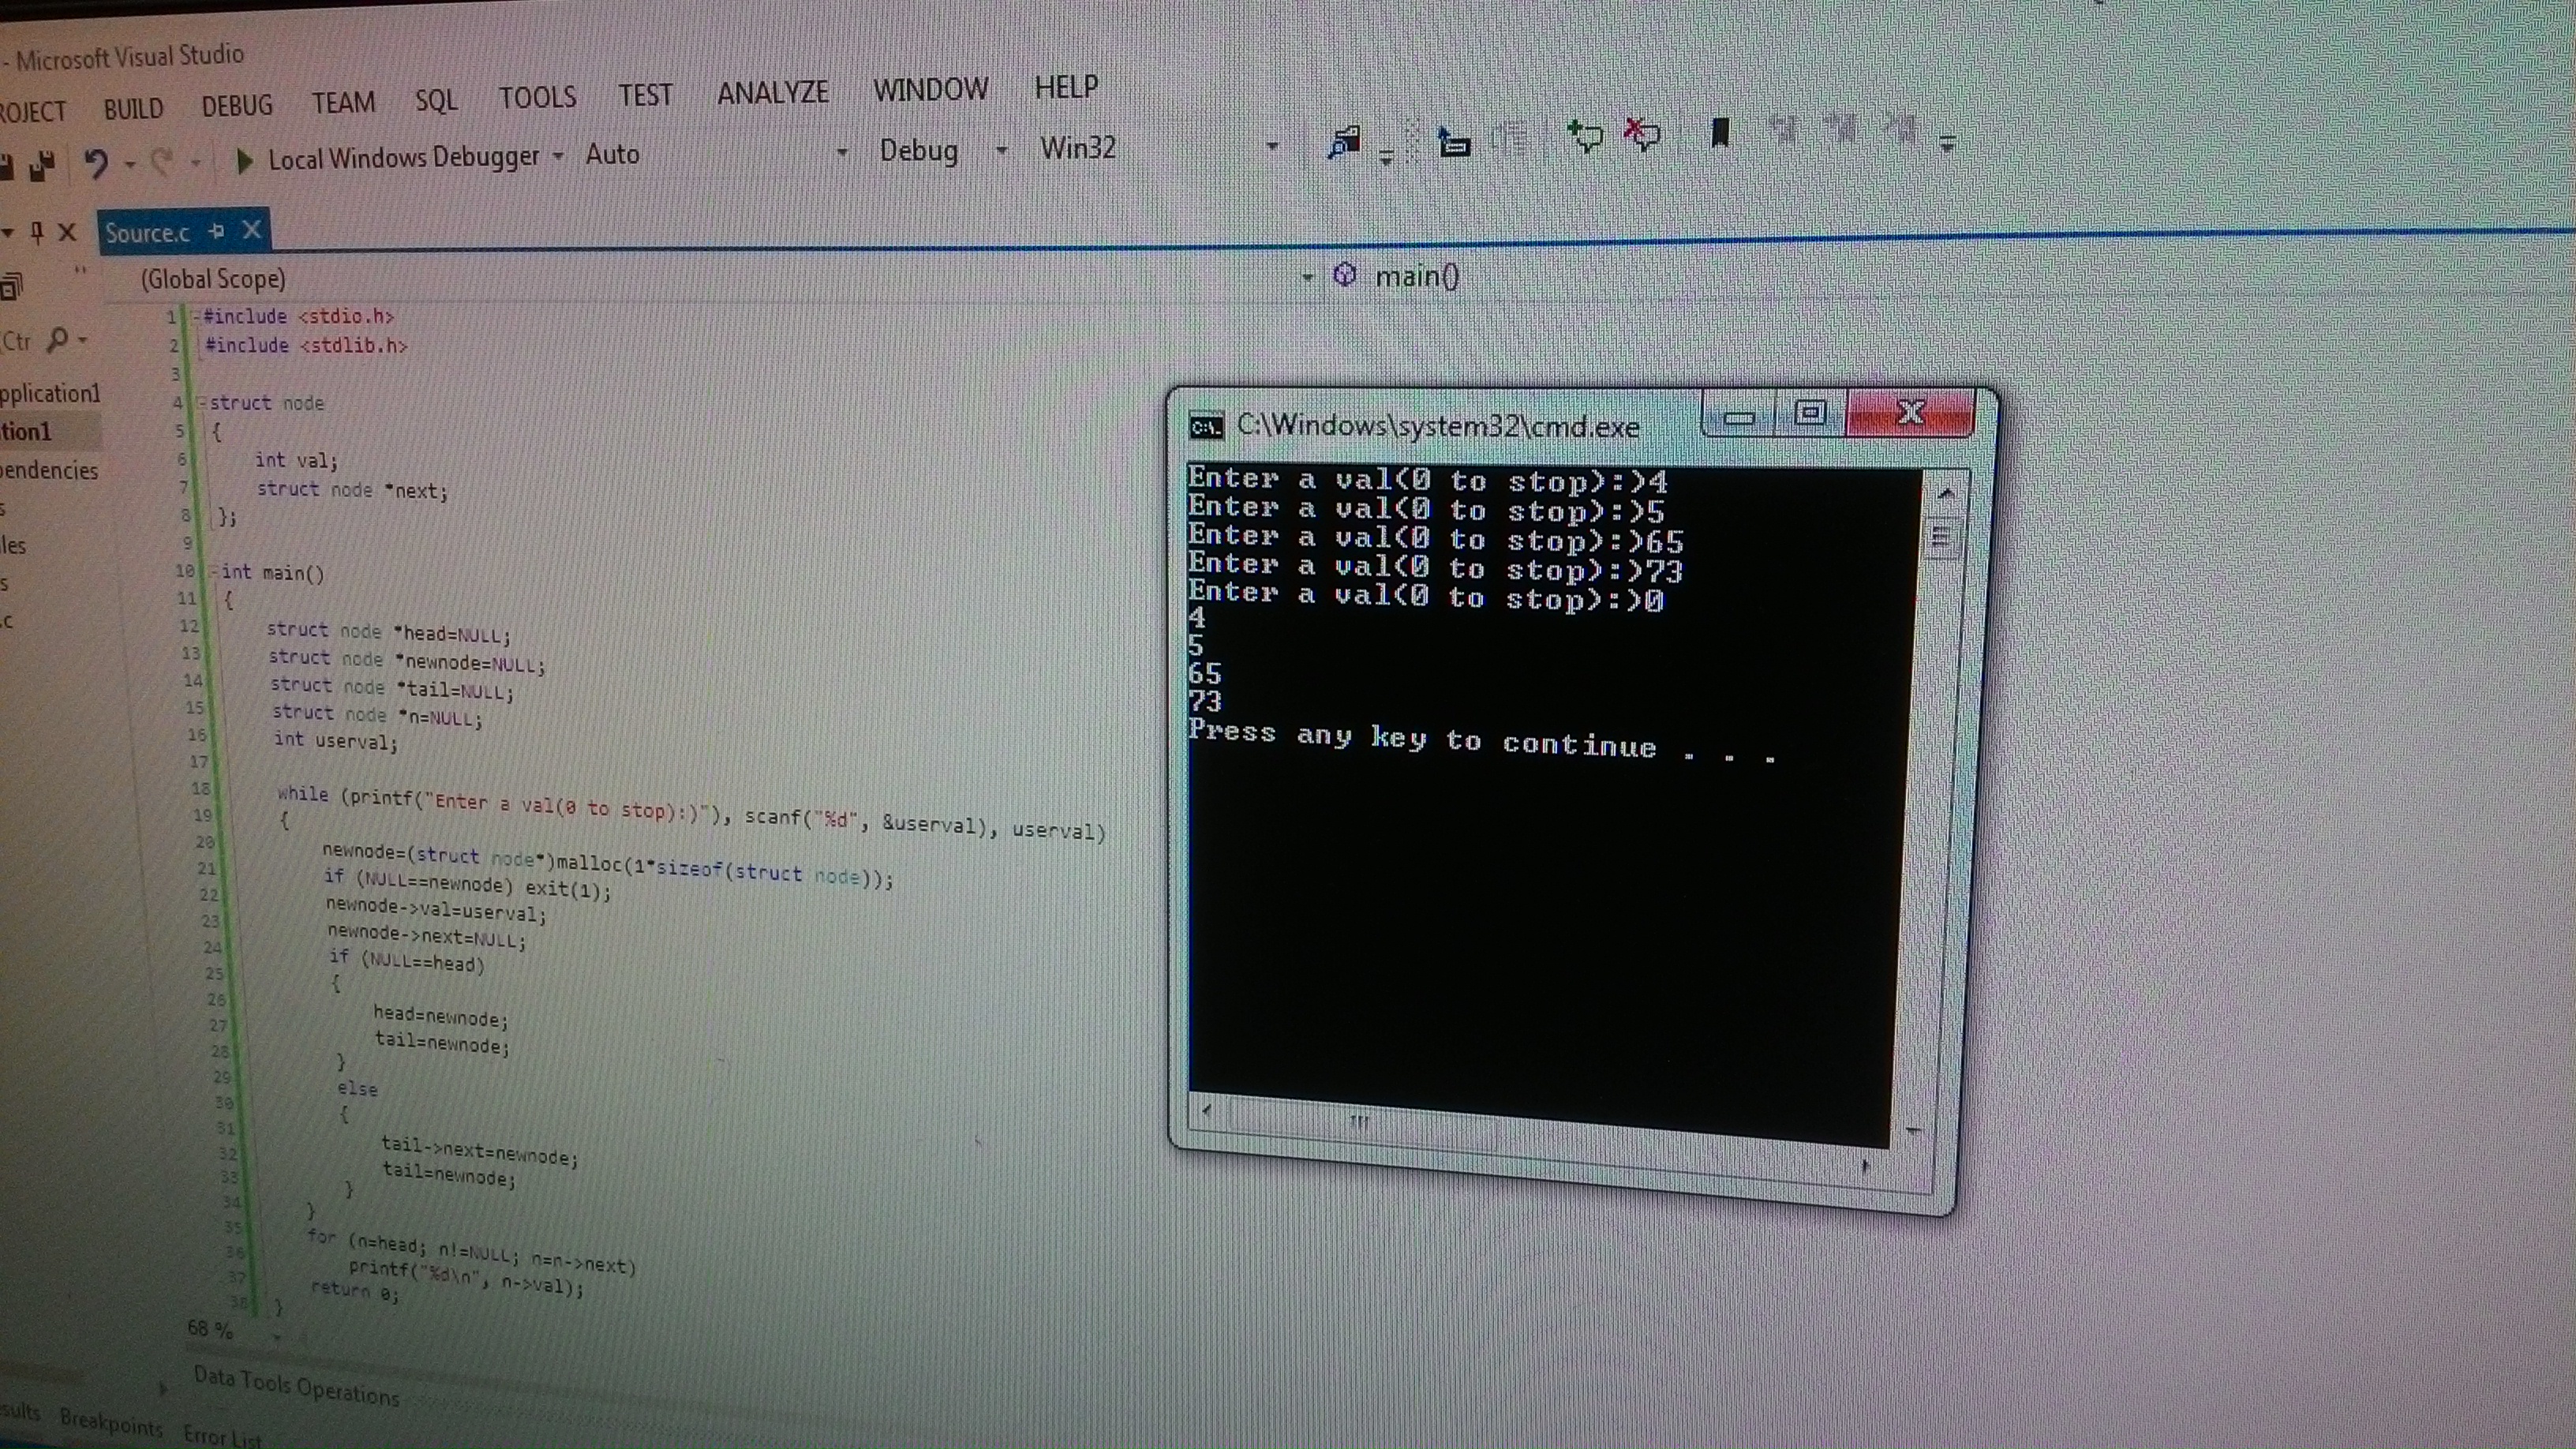 - Microsoft Visual Studio
ROJECT BUILD DEBUG TEAM SQL TOOLS TEST ANALYZE WINDOW HELP
Local Windows Debugger Auto Debug Win32
Source.c
(Global Scope) main()
Ctr
pplication1
tion1
pendencies
s
les
s
.c
1 #include <stdio.h>
2 #include <stdlib.h>
3
4 struct node
5 {
6 int val;
7 struct node *next;
8 };
9
10 int main()
11 {
12 struct node *head=NULL;
13 struct node *newnode=NULL;
14 struct node *tail=NULL;
15 struct node *n=NULL;
16 int userval;
17
18 while (printf("Enter a val(0 to stop):)"), scanf("%d", &userval), userval)
19 {
20 newnode=(struct node*)malloc(1*sizeof(struct node));
21 if (NULL==newnode) exit(1);
22 newnode->val=userval;
23 newnode->next=NULL;
24 if (NULL==head)
25 {
26 head=newnode;
27 tail=newnode;
28 }
29 else
30 {
31 tail->next=newnode;
32 tail=newnode;
33 }
34 }
35 for (n=head; n!=NULL; n=n->next)
36 printf("%d\n", n->val);
37 return 0;
38 }
68 %
Data Tools Operations
sults Breakpoints Error List
C:\Windows\system32\cmd.exe
Enter a val(0 to stop):)4
Enter a val(0 to stop):)5
Enter a val(0 to stop):)65
Enter a val(0 to stop):)73
Enter a val(0 to stop):)0
4
5
65
73
Press any key to continue . . .